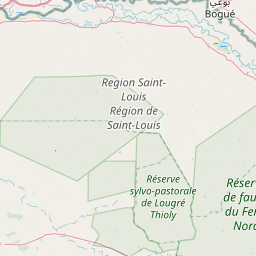 بوكي
Bogué
Region Saint-
Louis
Région de
Saint-Louis
Réserve
sylvo-pastorale
de Lougré
Thioly
Réser
de fau
du Fer
Nord